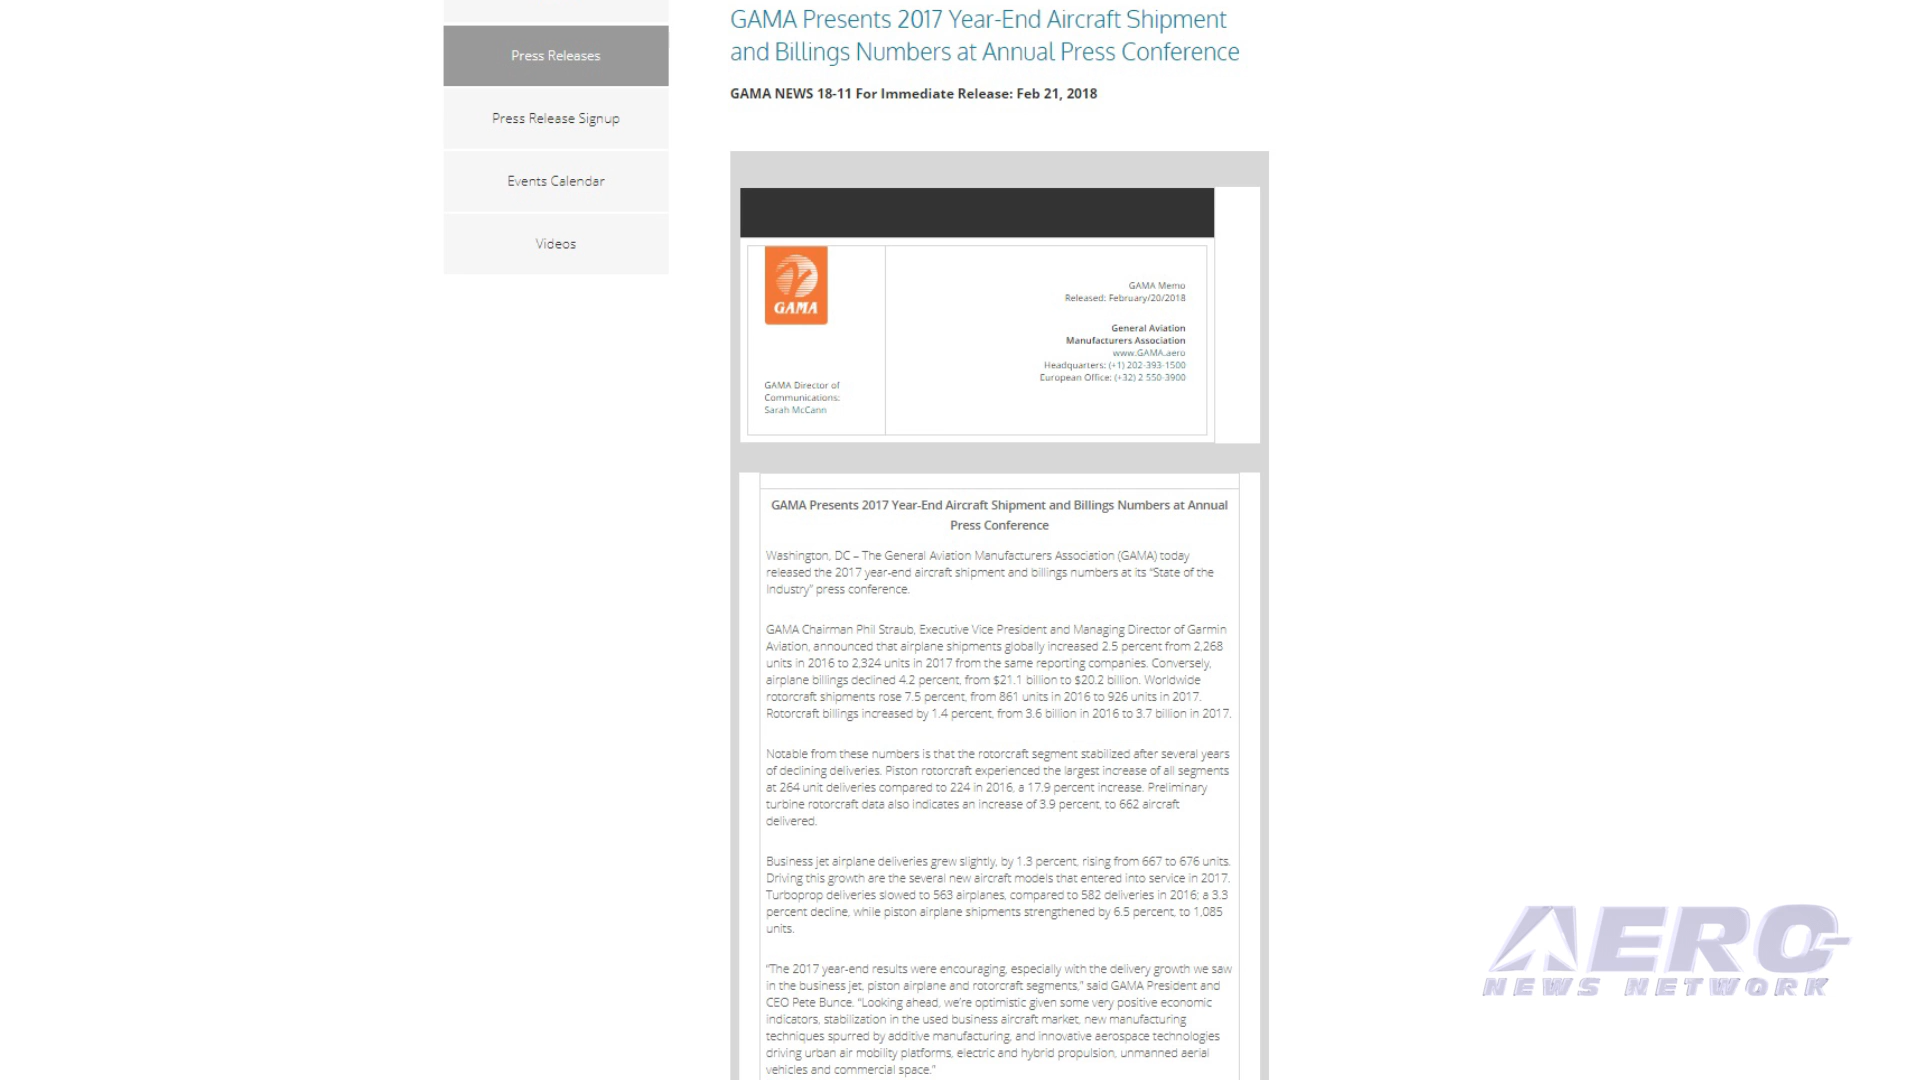 GAMA Presents 2017 Year-End Aircraft Shipment
and Billings Numbers at Annual Press Conference
Press Releases
GAMA NEWS 18-11 For Immediate Release: Feb 21, 2018
Press Release Signup
Events Calendar
Videos
GAMA
GAMA Director of
Communications:
Sarah McCann
GAMA Memo
Released: February/20/2018
General Aviation
Manufacturers Association
www.GAMA.aero
Headquarters: (+1) 202-393-1500
European Office: (+32) 2 550-3900
GAMA Presents 2017 Year-End Aircraft Shipment and Billings Numbers at Annual
Press Conference
Washington, DC – The General Aviation Manufacturers Association (GAMA) today
released the 2017 year-end aircraft shipment and billings numbers at its “State of the
Industry” press conference.
GAMA Chairman Phil Straub, Executive Vice President and Managing Director of Garmin
Aviation, announced that airplane shipments globally increased 2.5 percent from 2,268
units in 2016 to 2,324 units in 2017 from the same reporting companies. Conversely,
airplane billings declined 4.2 percent, from $21.1 billion to $20.2 billion. Worldwide
rotorcraft shipments rose 7.5 percent, from 861 units in 2016 to 926 units in 2017.
Rotorcraft billings increased by 1.4 percent, from 3.6 billion in 2016 to 3.7 billion in 2017.
Notable from these numbers is that the rotorcraft segment stabilized after several years
of declining deliveries. Piston rotorcraft experienced the largest increase of all segments
at 264 unit deliveries compared to 224 in 2016, a 17.9 percent increase. Preliminary
turbine rotorcraft data also indicates an increase of 3.9 percent, to 662 aircraft
delivered.
Business jet airplane deliveries grew slightly, by 1.3 percent, rising from 667 to 676 units.
Driving this growth are the several new aircraft models that entered into service in 2017.
Turboprop deliveries slowed to 563 airplanes, compared to 582 deliveries in 2016: a 3.3
percent decline, while piston airplane shipments strengthened by 6.5 percent, to 1,085
units.
“The 2017 year-end results were encouraging, especially with the delivery growth we saw
in the business jet, piston airplane and rotorcraft segments,” said GAMA President and
CEO Pete Bunce. “Looking ahead, we’re optimistic given some very positive economic
indicators, stabilization in the used business aircraft market, new manufacturing
techniques spurred by additive manufacturing, and innovative aerospace technologies
driving urban air mobility platforms, electric and hybrid propulsion, unmanned aerial
vehicles and commercial space.”
AERO-
NEWS NETWORK